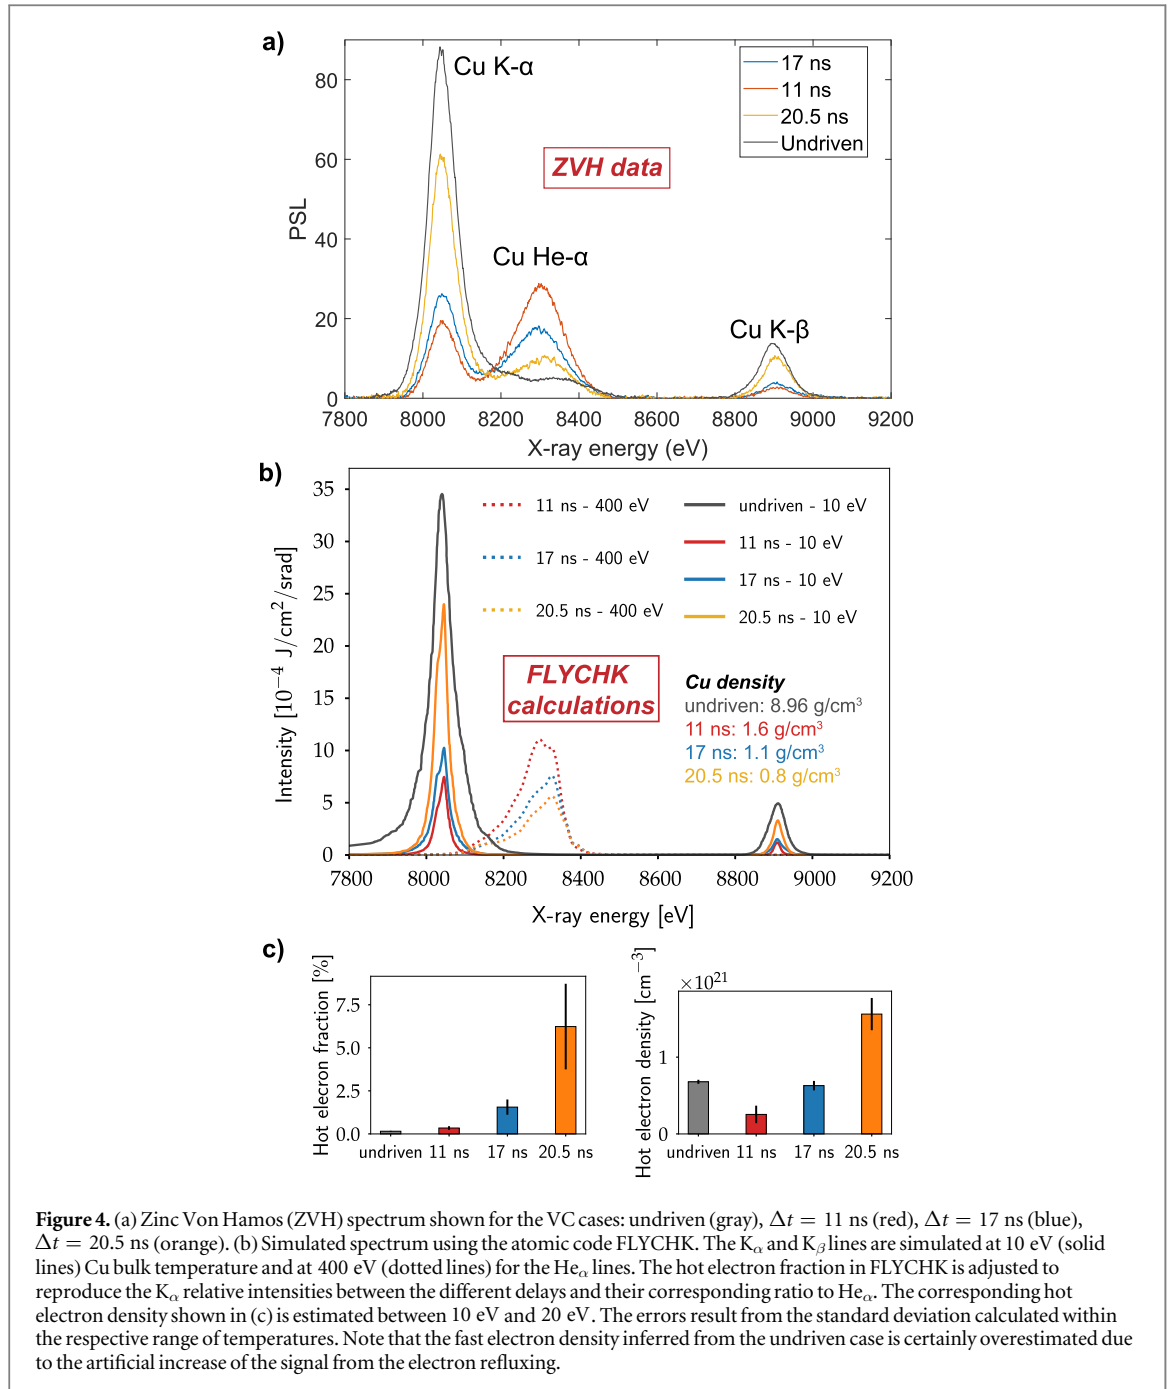 a)
80
60
40
20
0
PSL
Cu K-α
Cu He-α
Cu K-β
ZVH data
17 ns
11 ns
20.5 ns
Undriven
7800 8000 8200 8400 8600 8800 9000 9200
X-ray energy (eV)
b)
35
30
25
20
15
10
5
0
Intensity [10⁻⁴ J/cm²/srad]
11 ns - 400 eV
17 ns - 400 eV
20.5 ns - 400 eV
undriven - 10 eV
11 ns - 10 eV
17 ns - 10 eV
20.5 ns - 10 eV
FLYCHK
calculations
Cu density
undriven: 8.96 g/cm³
11 ns: 1.6 g/cm³
17 ns: 1.1 g/cm³
20.5 ns: 0.8 g/cm³
7800 8000 8200 8400 8600 8800 9000 9200
X-ray energy [eV]
c)
Hot elecron fraction [%]
7.5
5.0
2.5
0.0
undriven 11 ns 17 ns 20.5 ns
Hot electron density [cm⁻³]
×10²¹
1
0
undriven 11 ns 17 ns 20.5 ns
Figure 4. (a) Zinc Von Hamos (ZVH) spectrum shown for the VC cases: undriven (gray), Δt = 11 ns (red), Δt = 17 ns (blue),
Δt = 20.5 ns (orange). (b) Simulated spectrum using the atomic code FLYCHK. The Kα and Kβ lines are simulated at 10 eV (solid
lines) Cu bulk temperature and at 400 eV (dotted lines) for the Heα lines. The hot electron fraction in FLYCHK is adjusted to
reproduce the Kα relative intensities between the different delays and their corresponding ratio to Heα. The corresponding hot
electron density shown in (c) is estimated between 10 eV and 20 eV. The errors result from the standard deviation calculated within
the respective range of temperatures. Note that the fast electron density inferred from the undriven case is certainly overestimated due
to the artificial increase of the signal from the electron refluxing.